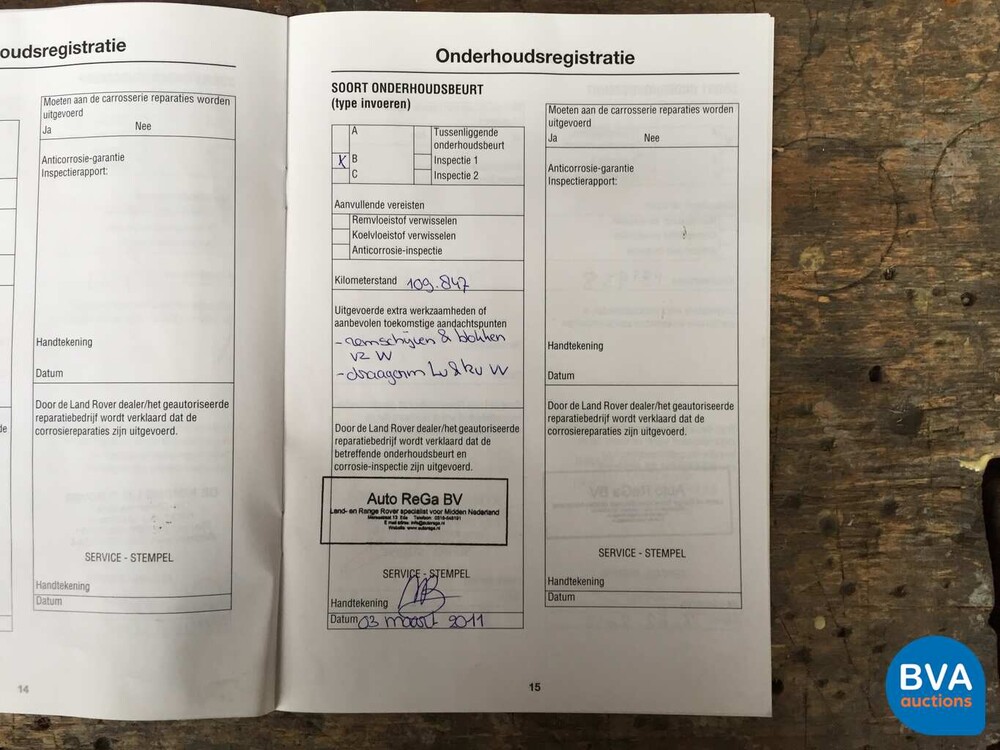 oudsregistratie
Moeten aan de carrosserie reparaties worden
uitgevoerd
Ja Nee
Anticorrosie-garantie
Inspectierapport:
Handtekening
Datum
Door de Land Rover dealer/het geautoriseerde
reparatiebedrijf wordt verklaard dat de
corrosiereparaties zijn uitgevoerd.
SERVICE - STEMPEL
Handtekening
Datum
14
Onderhoudsregistratie
SOORT ONDERHOUDSBEURT
(type invoeren)
A Tussenliggende
onderhoudsbeurt
X B Inspectie 1
C Inspectie 2
Aanvullende vereisten
Remvloeistof verwisselen
Koelvloeistof verwisselen
Anticorrosie-inspectie
Kilometerstand 109.847
Uitgevoerde extra werkzaamheden of
aanbevolen toekomstige aandachtspunten
- remschijven & blokken
vz W
- draagarm Lv & Rv W
Door de Land Rover dealer/het geautoriseerde
reparatiebedrijf wordt verklaard dat de
betreffende onderhoudsbeurt en
corrosie-inspectie zijn uitgevoerd.
Auto ReGa BV
Land- en Range Rover specialist voor Midden Nederland
SERVICE - STEMPEL
Handtekening
Datum 03 maart 2011
15
Moeten aan de carrosserie reparaties worden
uitgevoerd
Ja Nee
Anticorrosie-garantie
Inspectierapport:
Handtekening
Datum
Door de Land Rover dealer/het geautoriseerde
reparatiebedrijf wordt verklaard dat de
corrosiereparaties zijn uitgevoerd.
SERVICE - STEMPEL
Handtekening
Datum
BVA
auctions